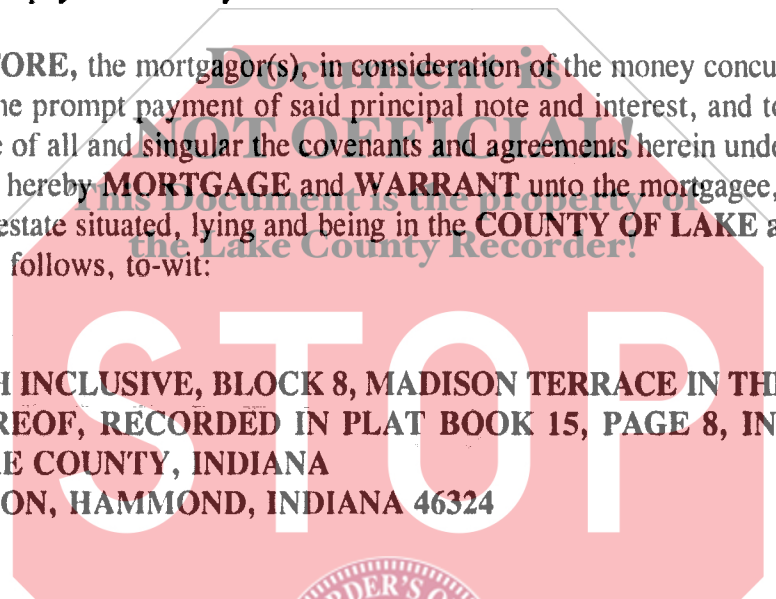 Document is
ORE, the mortgagor(s), in consideration of the money concu
NOT OFFICIAL!
he prompt payment of said principal note and interest, and to
e of all and singular the covenants and agreements herein unde
This Document is the property of
hereby MORTGAGE and WARRANT unto the mortgagee,
estate situated, lying and being in the COUNTY OF LAKE a
the Lake County Recorder!
follows, to-wit:
STOP
H INCLUSIVE, BLOCK 8, MADISON TERRACE IN THE
REOF, RECORDED IN PLAT BOOK 15, PAGE 8, IN
E COUNTY, INDIANA
ON, HAMMOND, INDIANA 46324
RDER'S O